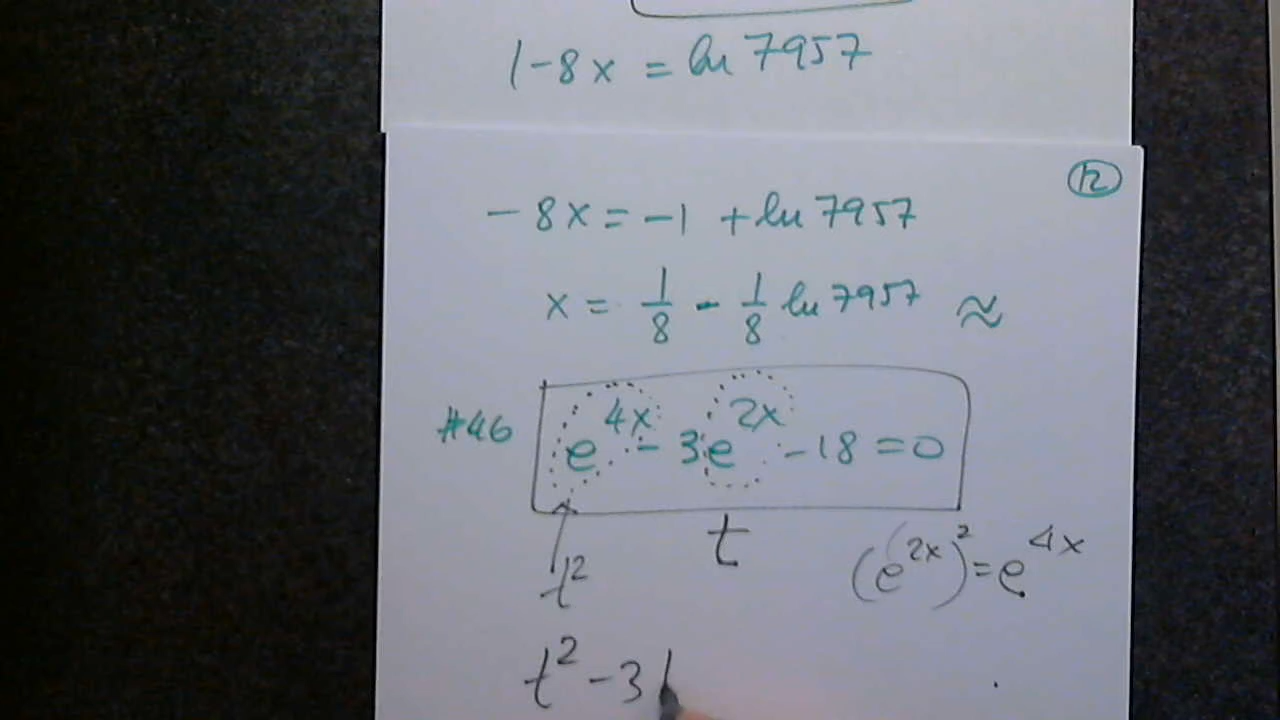 1-8x = ln 7957
12
-8x = -1 + ln 7957
x = 1/8 - 1/8 ln 7957 ≈
#46 e^4x - 3e^2x - 18 = 0
t^2 t (e^2x)^2 = e^4x
t^2 - 3